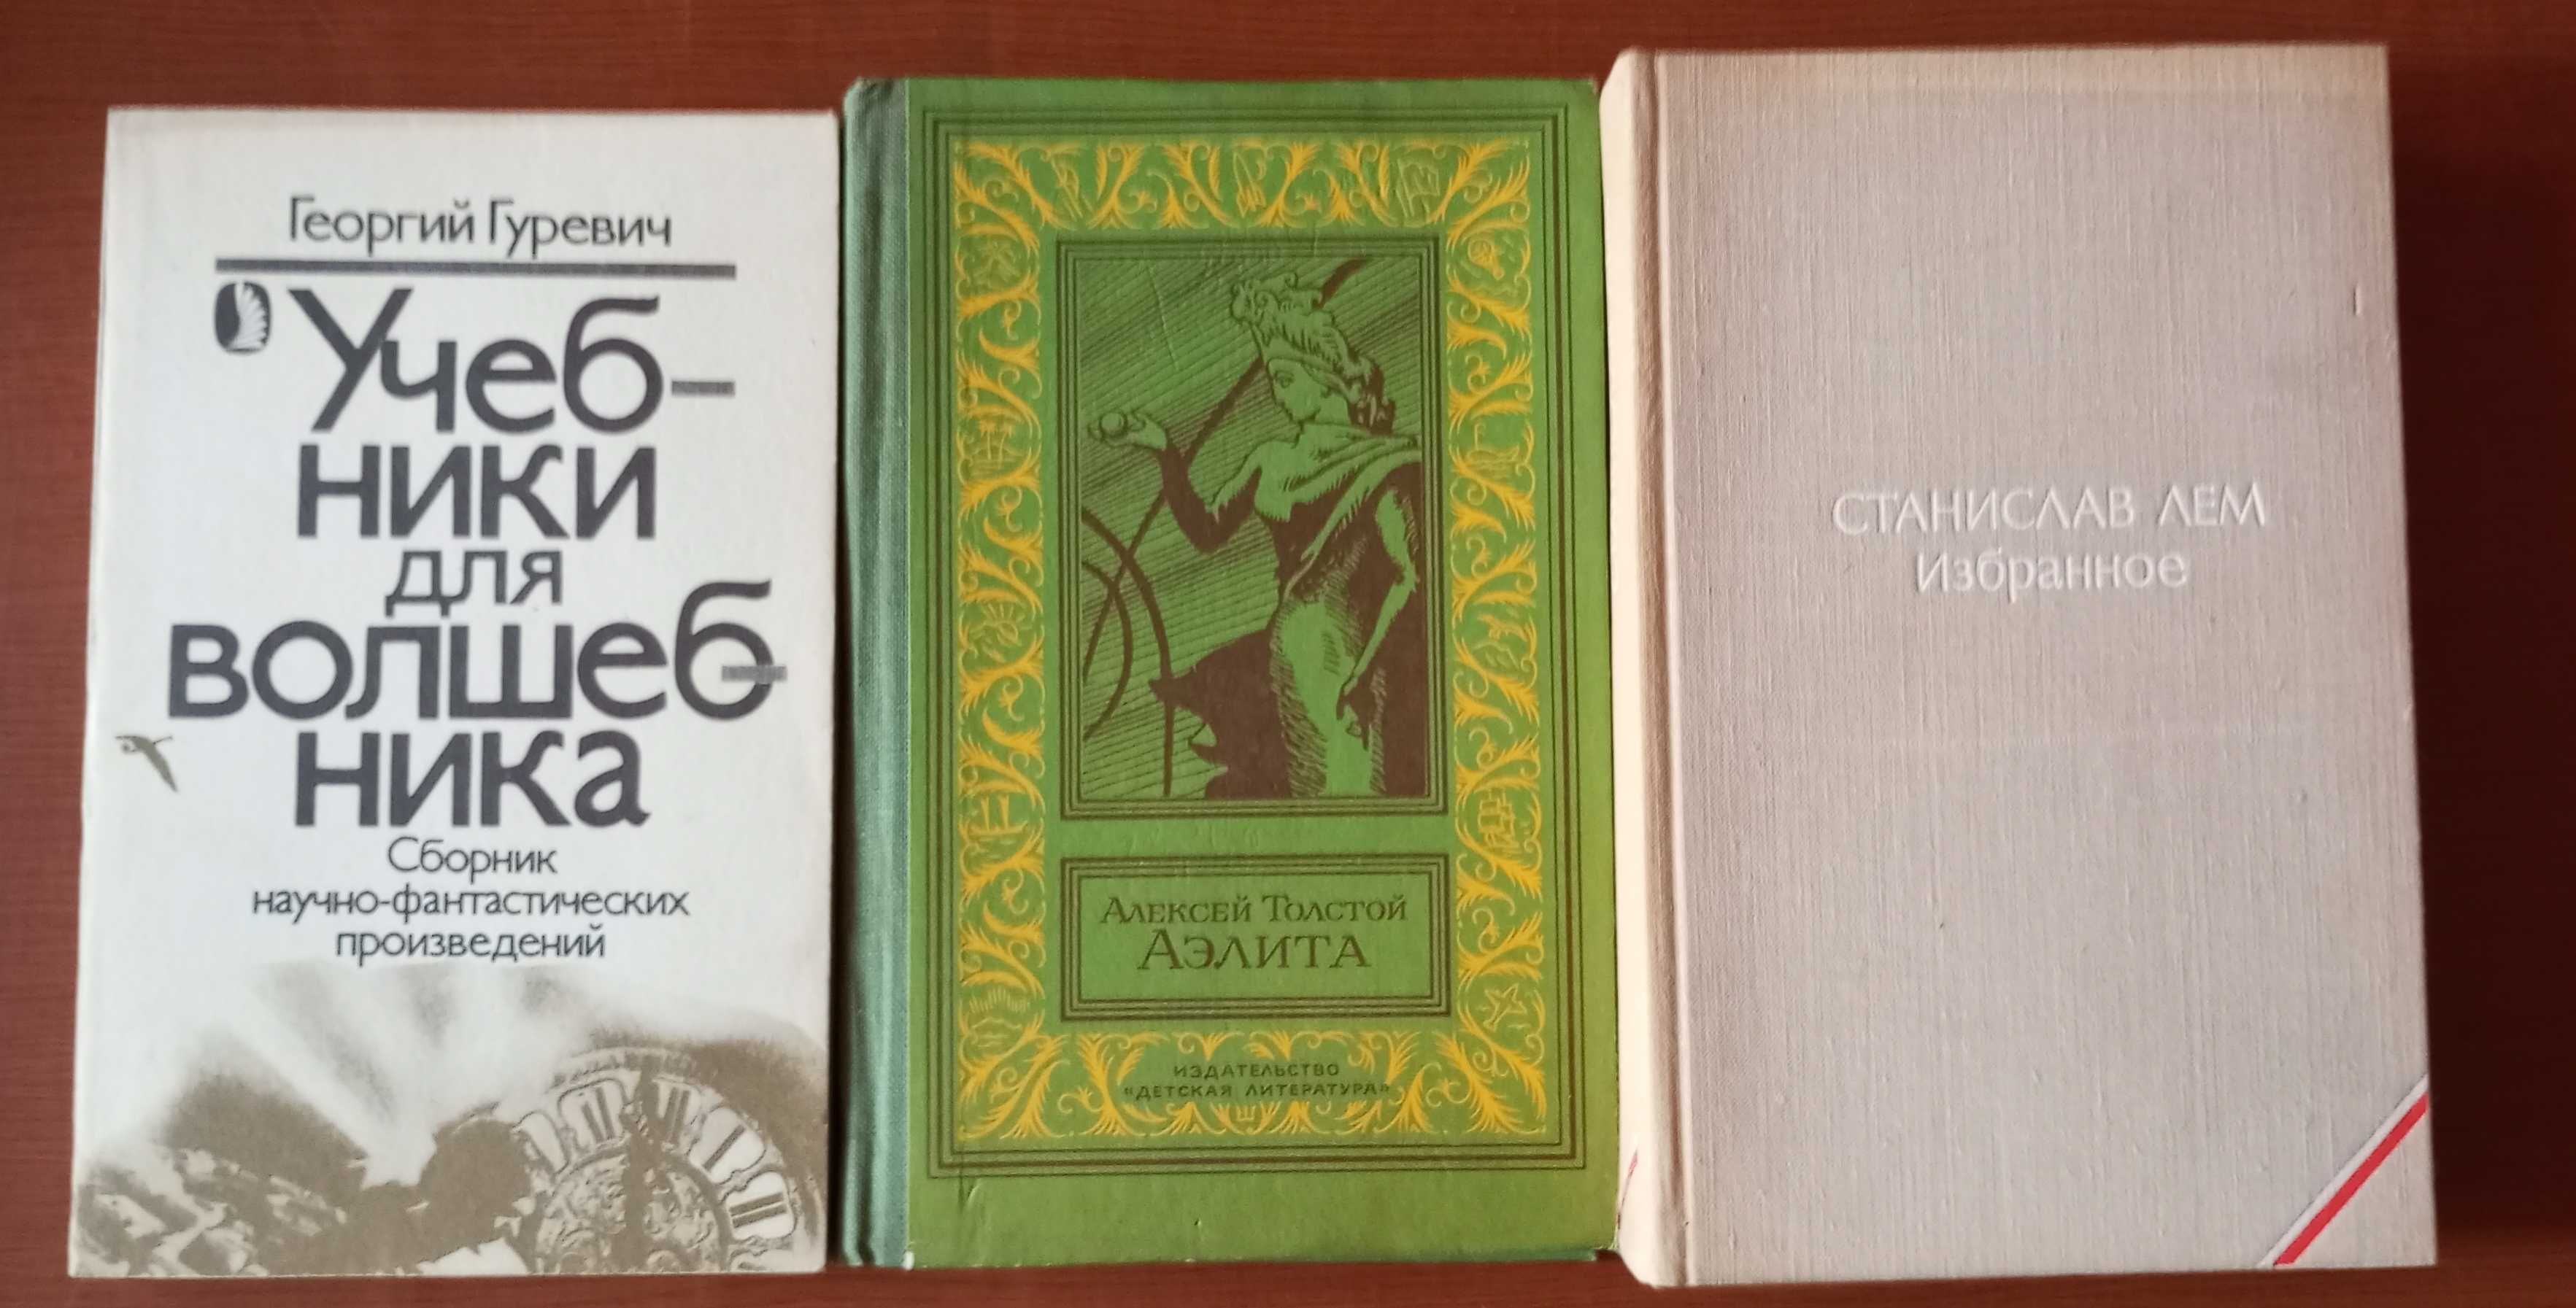 Георгий Гуревич
Учеб-
ники
для
волшеб-
ника
Сборник
научно-фантастических
произведений
Алексей Толстой
Аэлита
ИЗДАТЕЛЬСТВО
«ДЕТСКАЯ ЛИТЕРАТУРА»
СТАНИСЛАВ ЛЕМ
Избранное